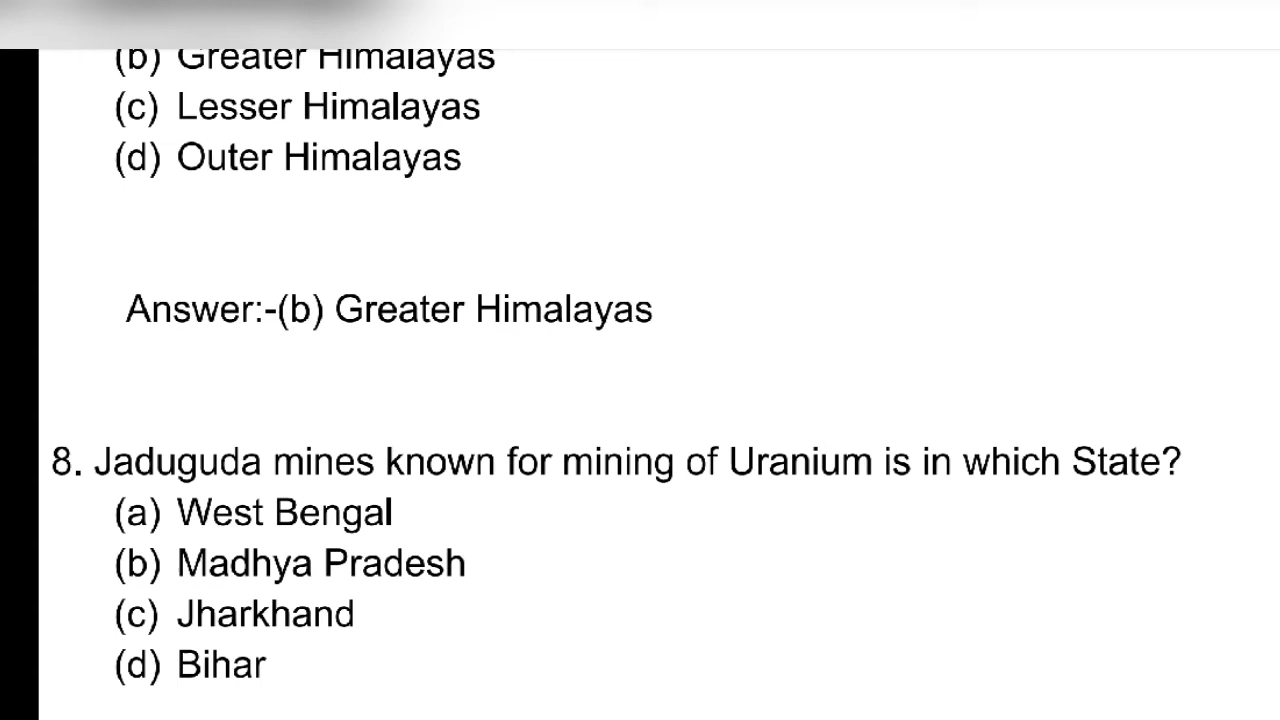 (b) Greater Himalayas
(c) Lesser Himalayas
(d) Outer Himalayas
Answer:-(b) Greater Himalayas
8. Jaduguda mines known for mining of Uranium is in which State?
(a) West Bengal
(b) Madhya Pradesh
(c) Jharkhand
(d) Bihar